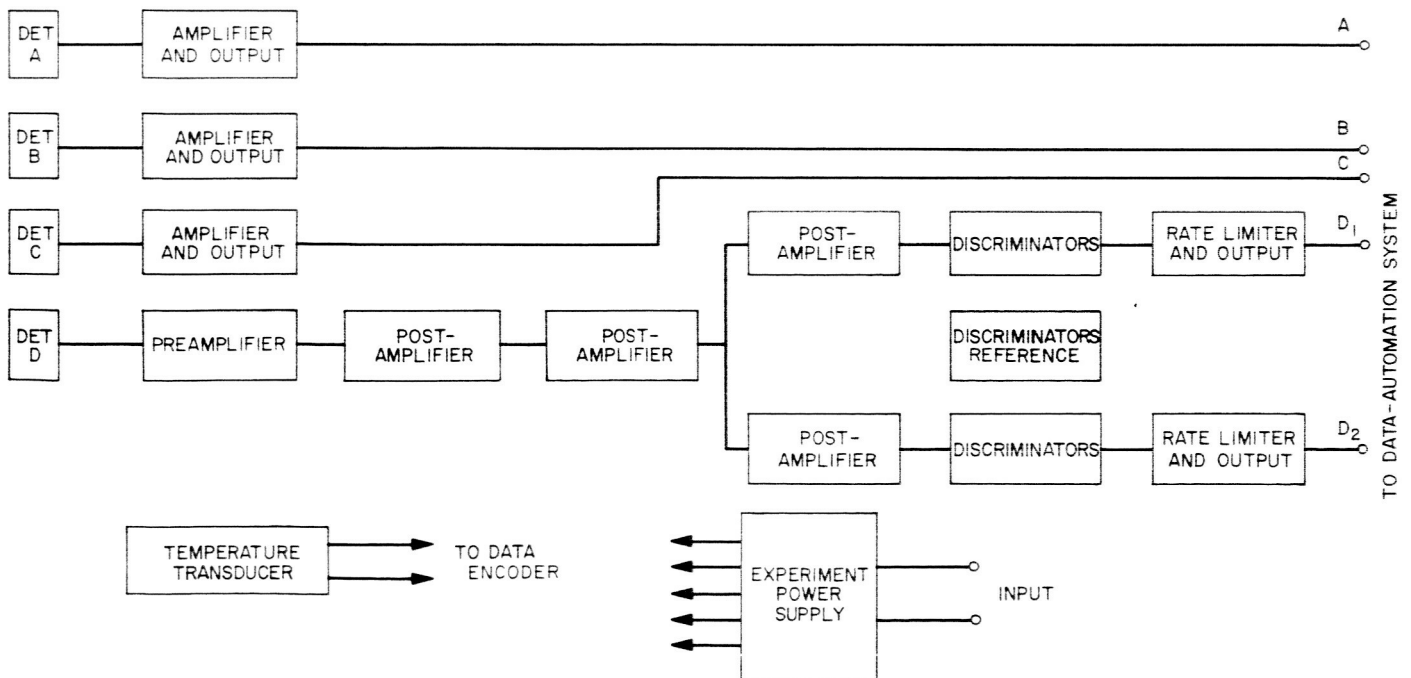 DET
A
AMPLIFIER
AND OUTPUT
A
DET
B
AMPLIFIER
AND OUTPUT
B
C
DET
C
AMPLIFIER
AND OUTPUT
POST-
AMPLIFIER
DISCRIMINATORS
RATE LIMITER
AND OUTPUT
D1
DET
D
PREAMPLIFIER
POST-
AMPLIFIER
POST-
AMPLIFIER
DISCRIMINATORS
REFERENCE
POST-
AMPLIFIER
DISCRIMINATORS
RATE LIMITER
AND OUTPUT
D2
TO DATA-AUTOMATION SYSTEM
TEMPERATURE
TRANSDUCER
TO DATA
ENCODER
EXPERIMENT
POWER
SUPPLY
INPUT